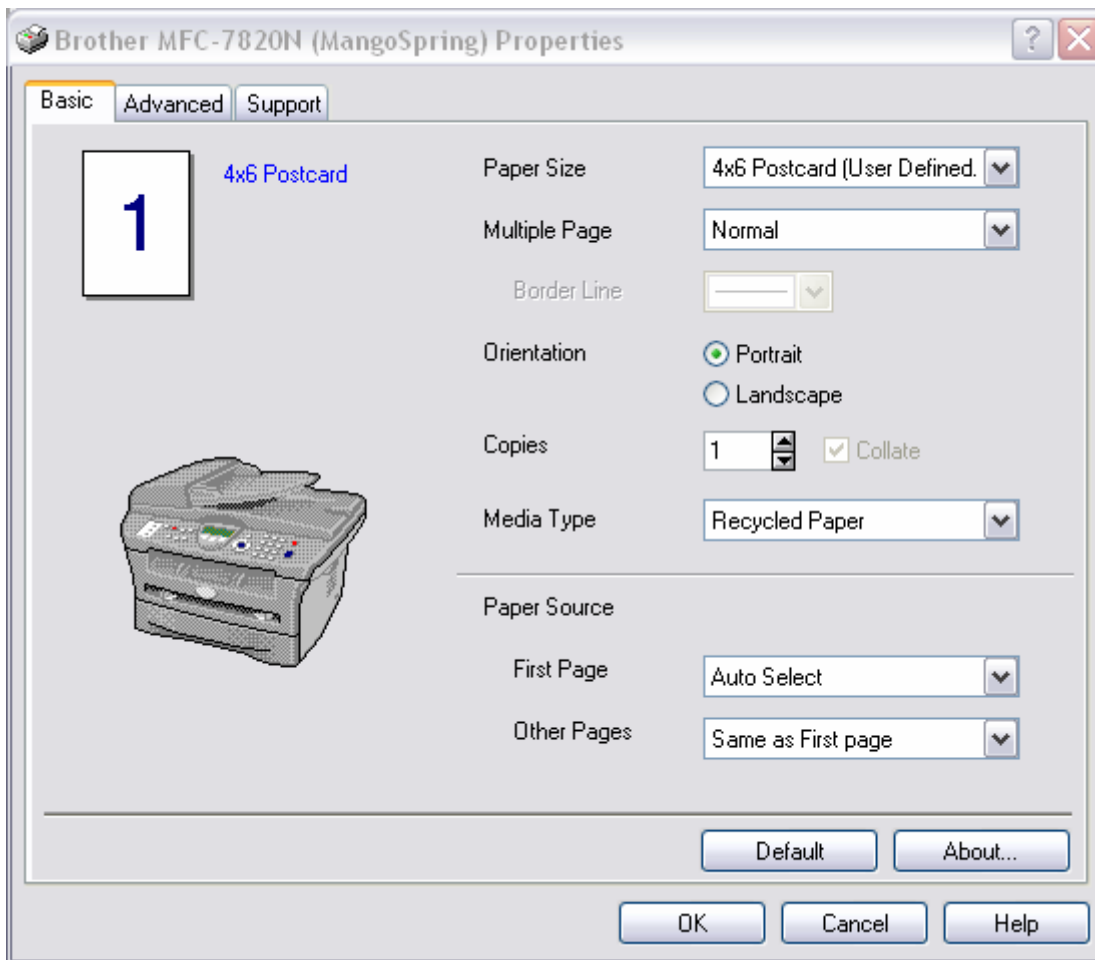 Brother MFC-7820N (MangoSpring) Properties
Basic Advanced Support
1
4x6 Postcard
Paper Size 4x6 Postcard (User Defined.
Multiple Page Normal
Border Line
Orientation Portrait
Landscape
Copies 1 Collate
Media Type Recycled Paper
Paper Source
First Page Auto Select
Other Pages Same as First page
Default About...
OK Cancel Help